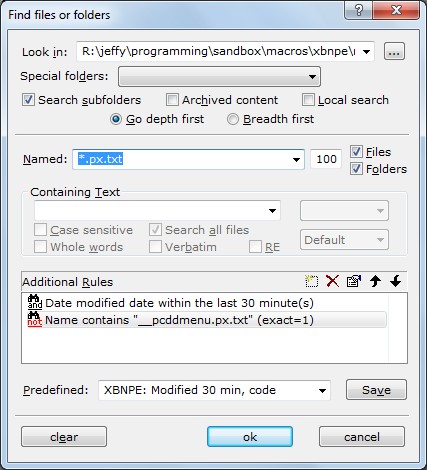 Find files or folders
?
Look in: R:\jeffy\programming\sandbox\macros\xbnpe\
...
Special folders:
Search subfolders Archived content Local search
Go depth first Breadth first
Named: *.px.txt 100 Files
Folders
Containing Text
Case sensitive Search all files
Whole words Verbatim RE Default
Additional Rules
and Date modified date within the last 30 minute(s)
not Name contains "__pcddmenu.px.txt" (exact=1)
Predefined: XBNPE: Modified 30 min, code Save
clear ok cancel